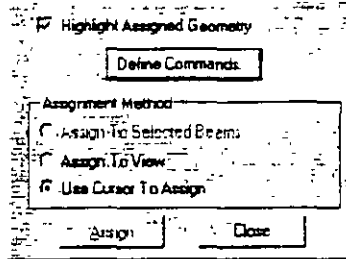 Highlight Assigned Geometry
Define Commands.
Assignment Method
Assign To Selected Beams
Assign To View
Use Cursor To Assign
Assign Close